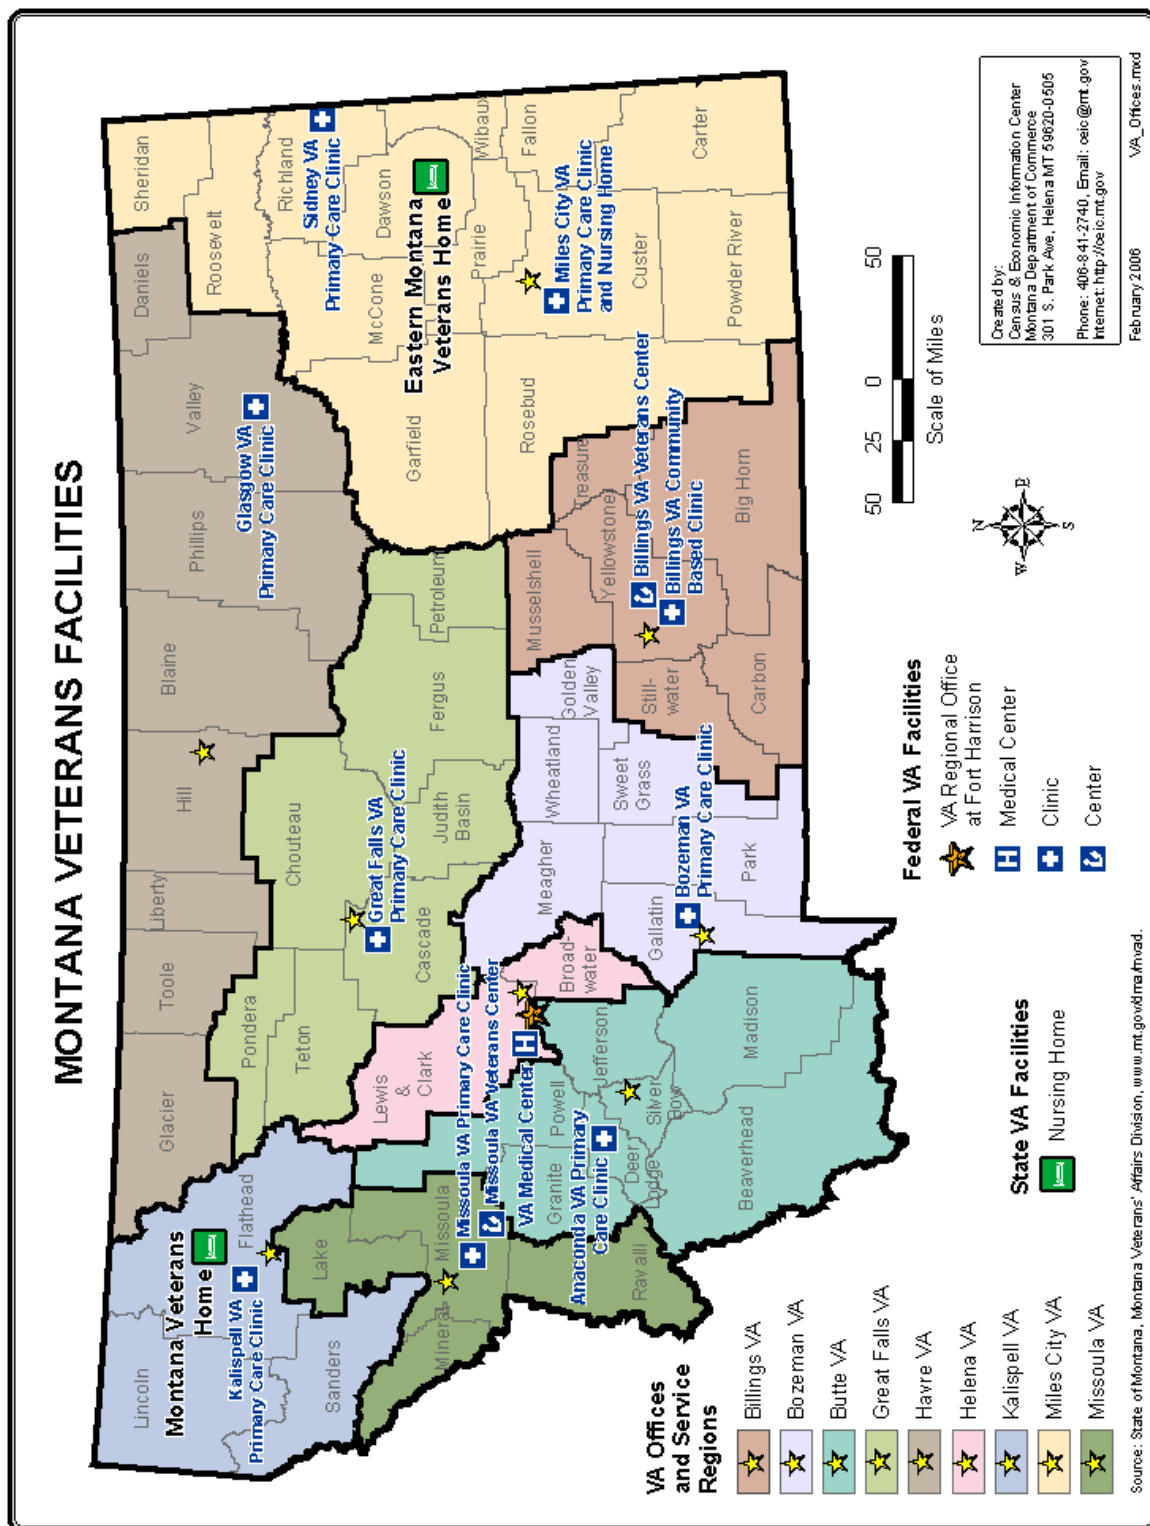 MONTANA VETERANS FACILITIES
Lincoln
Flathead
Glacier
Toole
Liberty
Hill
Blaine
Phillips
Valley
Daniels
Sheridan
Roosevelt
Richland
Montana Veterans
Home
Kalispell VA
Primary Care Clinic
Glasgow VA
Primary Care Clinic
Sidney VA
Primary Care Clinic
Sanders
Lake
Pondera
Teton
Chouteau
Great Falls VA
Primary Care Clinic
Cascade
Judith
Basin
Fergus
Petroleum
Garfield
McCone
Dawson
Eastern Montana
Veterans Home
Prairie
Wibaux
Mineral
Missoula
Missoula VA Primary Care Clinic
Missoula VA Veterans Center
VA Medical Center
Lewis
&
Clark
Powell
Granite
Anaconda VA Primary
Care Clinic
Ravalli
Deer
Lodge
Silver
Bow
Jefferson
Broad-
water
Meagher
Wheatland
Golden
Valley
Musselshell
Treasure
Rosebud
Miles City VA
Primary Care Clinic
and Nursing Home
Fallon
Custer
Carter
Powder River
Beaverhead
Madison
Gallatin
Bozeman VA
Primary Care Clinic
Park
Sweet
Grass
Still-
water
Yellowstone
Billings VA Veterans Center
Billings VA Community
Based Clinic
Carbon
Big Horn
VA Offices
and Service
Regions
Billings VA
Bozeman VA
Butte VA
Great Falls VA
Havre VA
Helena VA
Kalispell VA
Miles City VA
Missoula VA
State VA Facilities
Nursing Home
Federal VA Facilities
VA Regional Office
at Fort Harrison
H
Medical Center
Clinic
Center
N
W
E
S
50
25
0
50
Scale of Miles
Created by:
Census & Economic Information Center
Montana Department of Commerce
301 S. Park Ave, Helena MT 59620-0505
Phone: 406-841-2740, Email: ceic@mt.gov
Internet: http://ceic.mt.gov
Source: State of Montana, Montana Veterans' Affairs Division, www.mt.gov/dma/mvad.
February 2006
VA_Offices.mxd